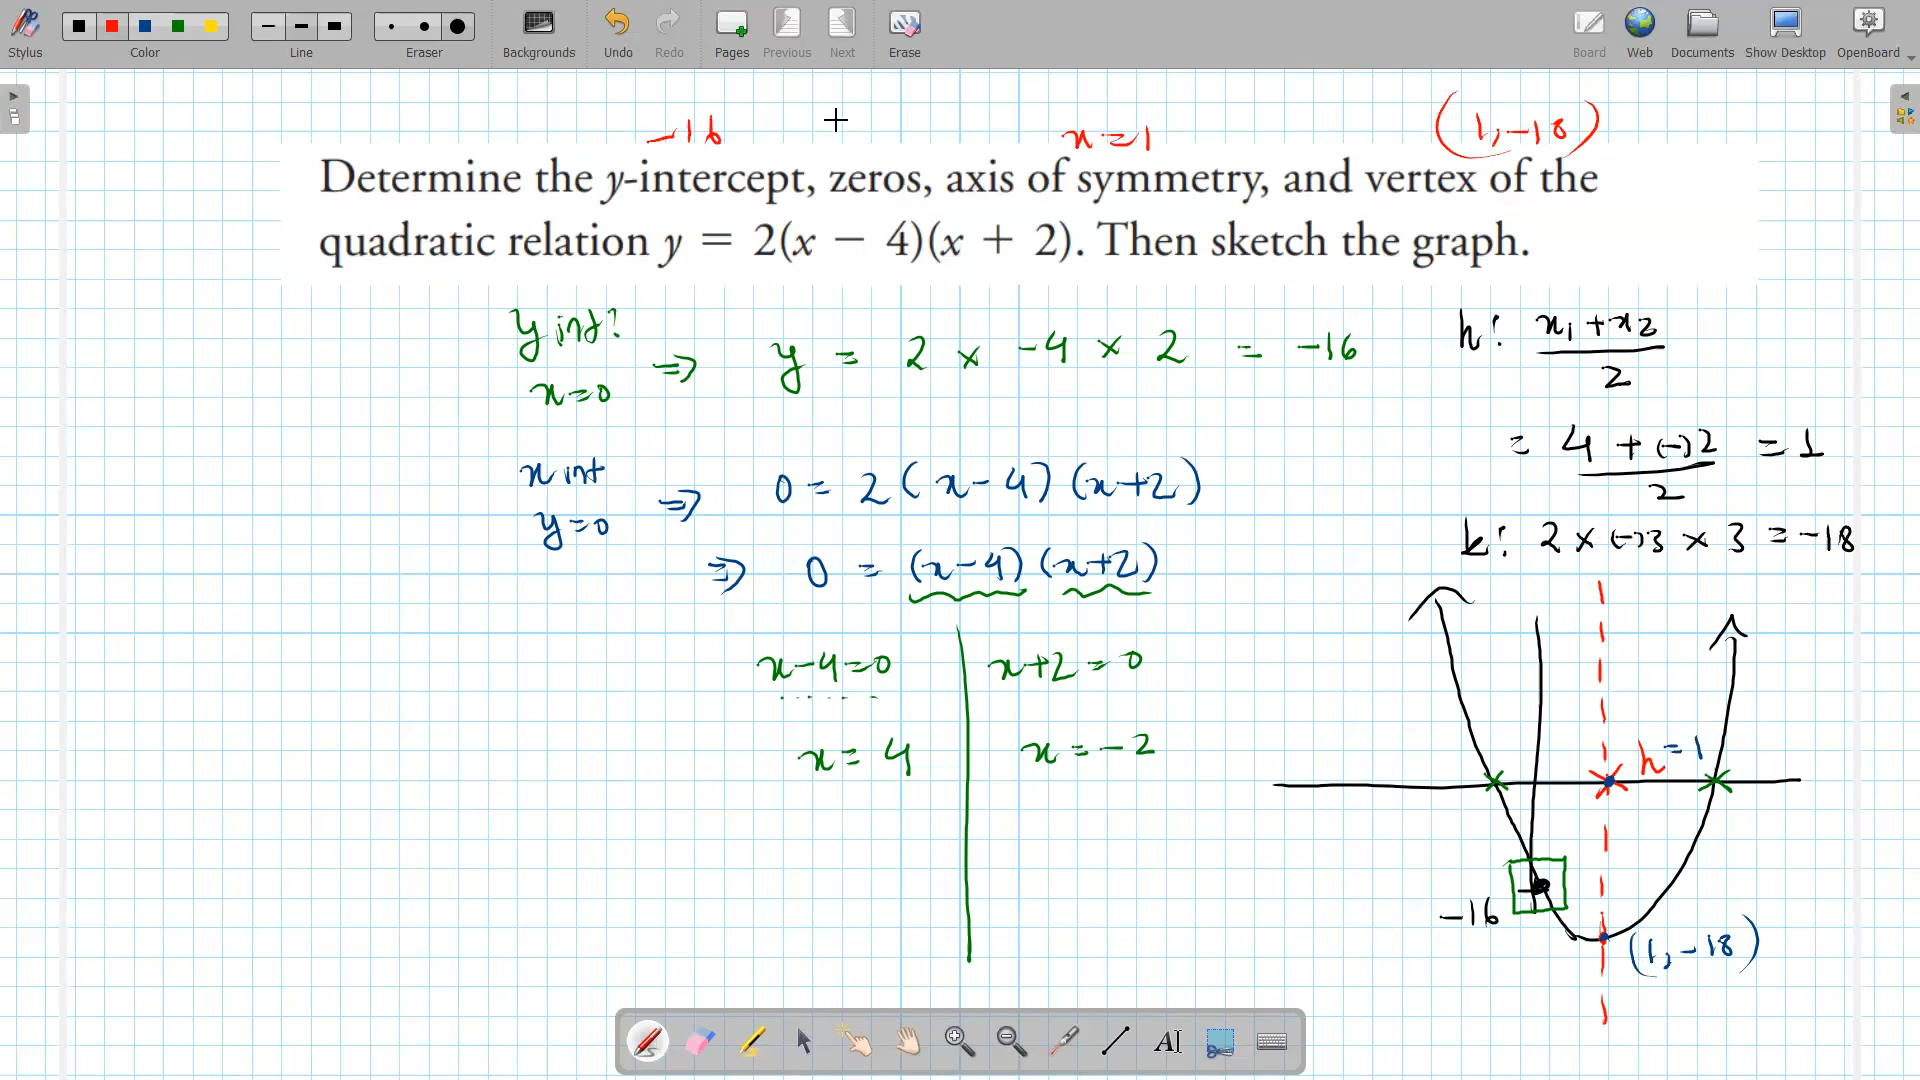 Stylus Color Line Eraser Backgrounds Undo Redo Pages Previous Next Erase Board Web Documents Show Desktop OpenBoard
-16 x=1 (1,-18)
Determine the y-intercept, zeros, axis of symmetry, and vertex of the
quadratic relation y = 2(x − 4)(x + 2). Then sketch the graph.
y int:
x=0 ⇒ y = 2 × -4 × 2 = -16
x int
y=0 ⇒ 0 = 2(x-4)(x+2)
⇒ 0 = (x-4)(x+2)
x-4=0 x+2=0
x=4 x=-2
h: x1+x2
2
= 4+(-)2 = 1
2
k: 2×(-)3×3 = -18
h=1
-16
(1,-18)
AI